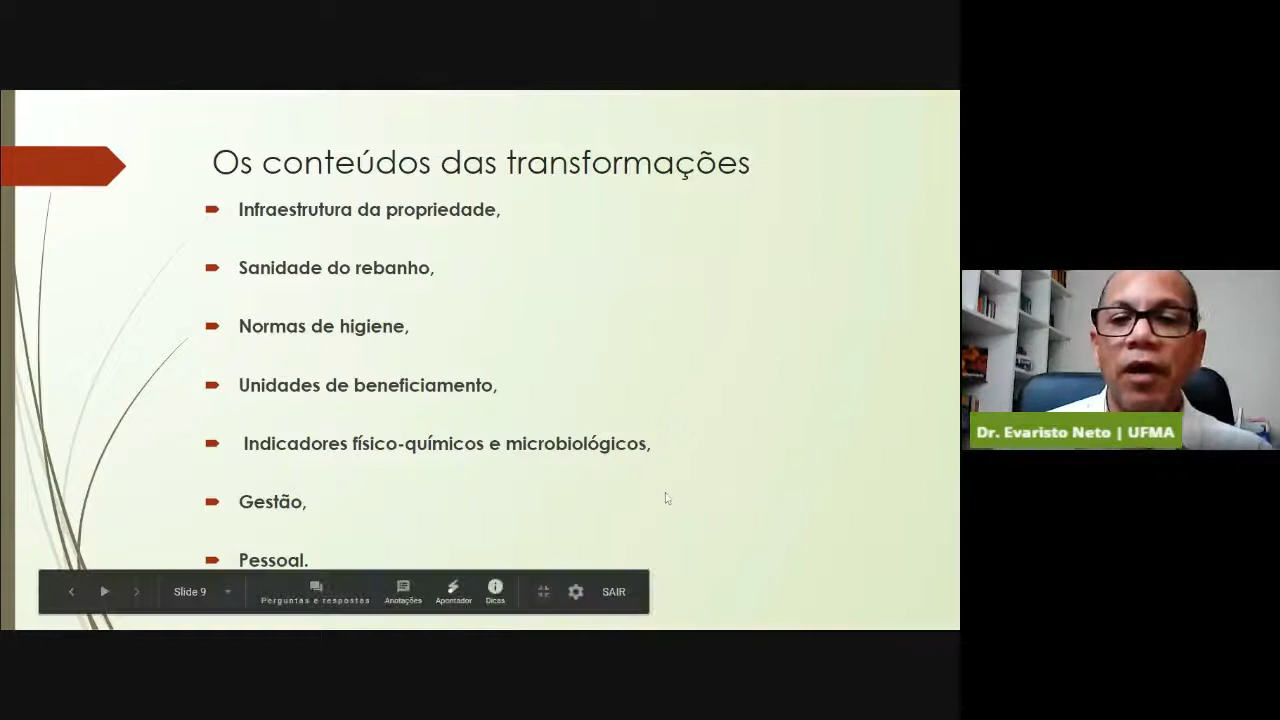 Os conteúdos das transformações
Infraestrutura da propriedade,
Sanidade do rebanho,
Normas de higiene,
Unidades de beneficiamento,
Indicadores físico-químicos e microbiológicos,
Gestão,
Pessoal.
Slide 9
Perguntas e respostas
Anotações
Apontador
Dicas
SAIR
Dr. Evaristo Neto | UFMA